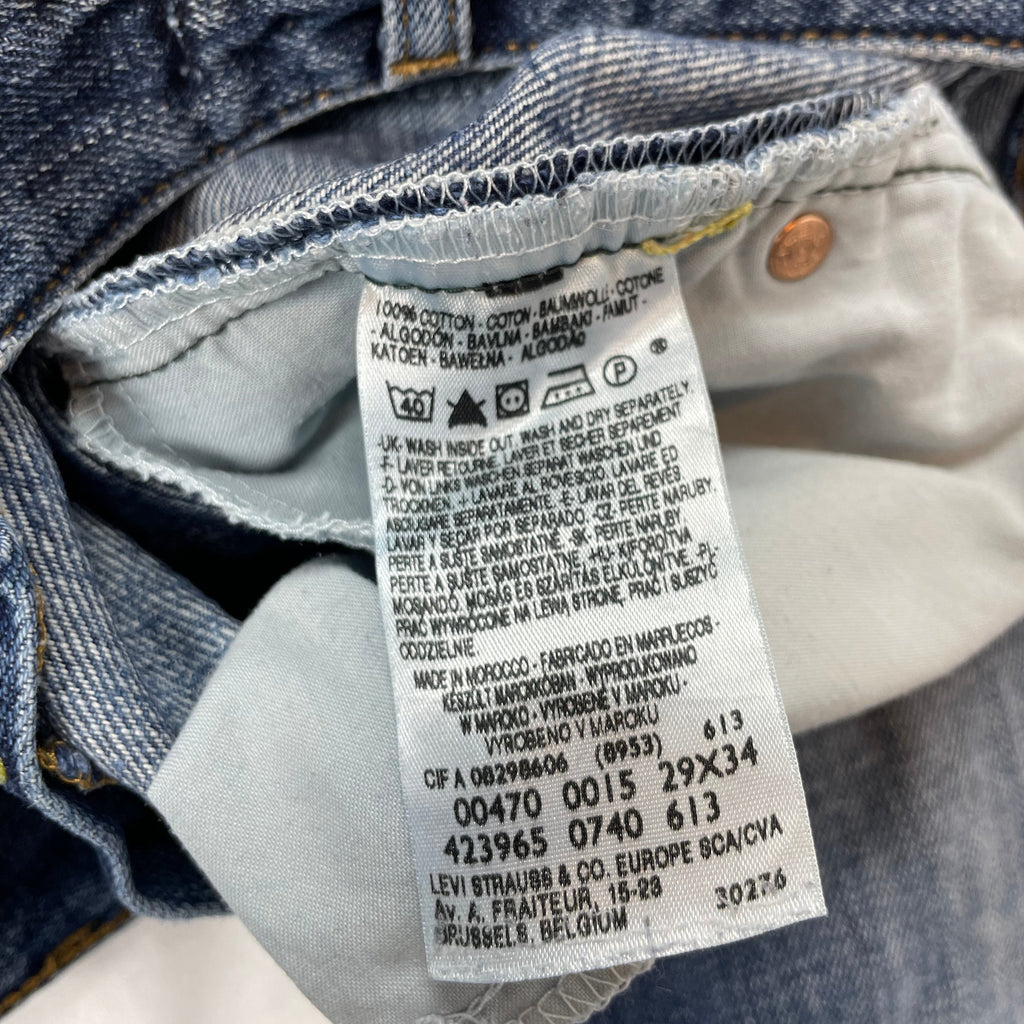 100% COTTON - COTON - BAUMWOLL - COTONE
- ALGODON - BAVLNA - BAMBAKI - PAMUT -
KATOEN - BAWEŁNA - ALGODÃO
40 P ®
-UK- WASH INSIDE OUT. WASH AND DRY SEPARATELY.
-F- LAVER RETOURNE. LAVER ET SECHER SEPAREMENT
-D- VON LINKS WASCHEN SEPARAT WASCHEN UND
TROCKNEN -I- LAVARE AL ROVESCIO. LAVARE ED
ASCIUGARE SEPARATAMENTE. -E- LAVAR DEL REVES
LAVAR Y SECAR POR SEPARADO. -CZ- PERTE NARUBY.
PERTE A SUŠTE SAMOSTATNE. -SK- PERTE NARUBY
PERTE A SUŠTE SAMOSTATNE. -HU- KIFORDÍTVA
MOSANDÓ. MOSÁS ÉS SZÁRÍTÁS ELKÜLÖNÍTVE. -PL-
PRAĆ WYWRÓCONE NA LEWĄ STRONĘ, PRAĆ I SUSZYĆ
ODDZIELNIE
MADE IN MOROCCO - FABRICADO EN MARRUECOS -
KÉSZÜLT MAROKKÓBAN - WYPRODUKOWANO
W MAROKO - VYROBENÉ V MAROKU -
VYROBENO V MAROKU
CIF A 08298606 (8953) 613
00470 0015 29X34
423965 0740 613
LEVI STRAUSS & CO. EUROPE SCA/CVA
Av. A. FRAITEUR, 15-23 30276
BRUSSELS, BELGIUM